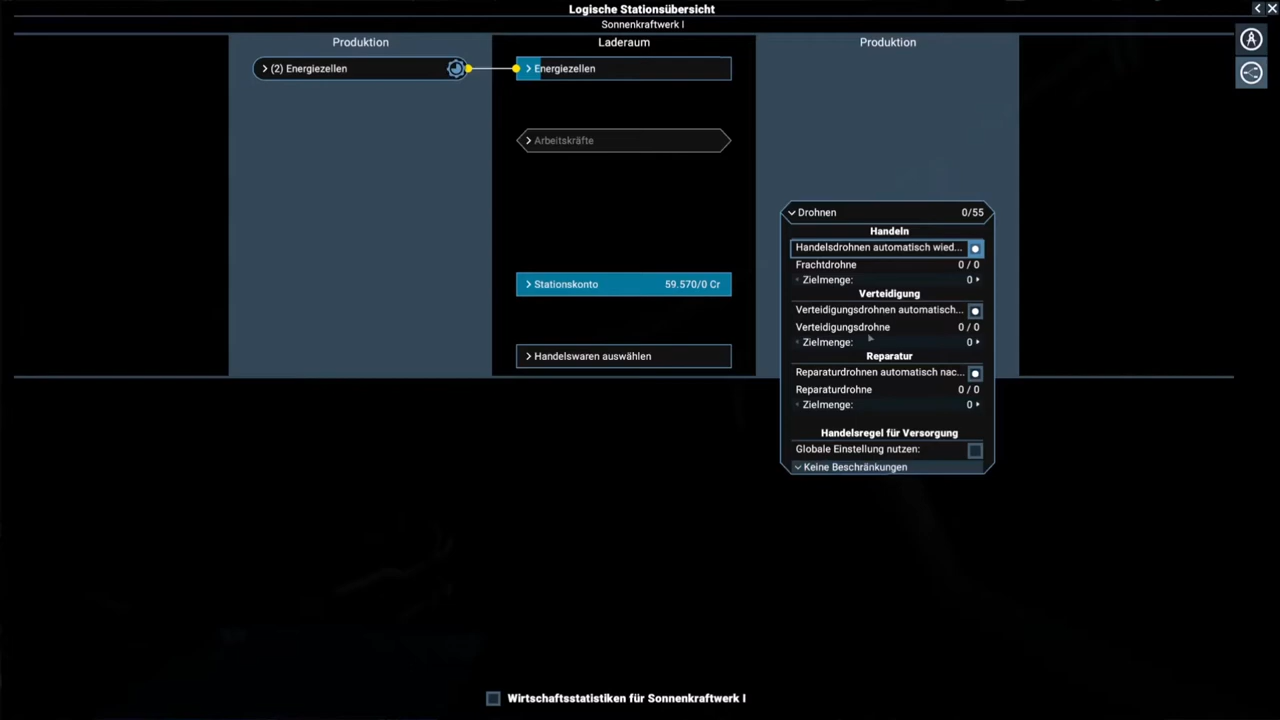 Logische Stationsübersicht
Sonnenkraftwerk I
Produktion
Laderaum
Produktion
(2) Energiezellen
Energiezellen
Arbeitskräfte
Stationskonto 59.570/0 Cr
Handelswaren auswählen
Drohnen 0/55
Handeln
Handelsdrohnen automatisch wied...
Frachtdrohne 0 / 0
Zielmenge: 0
Verteidigung
Verteidigungsdrohnen automatisch...
Verteidigungsdrohne 0 / 0
Zielmenge: 0
Reparatur
Reparaturdrohnen automatisch nac...
Reparaturdrohne 0 / 0
Zielmenge: 0
Handelsregel für Versorgung
Globale Einstellung nutzen:
Keine Beschränkungen
Wirtschaftsstatistiken für Sonnenkraftwerk I